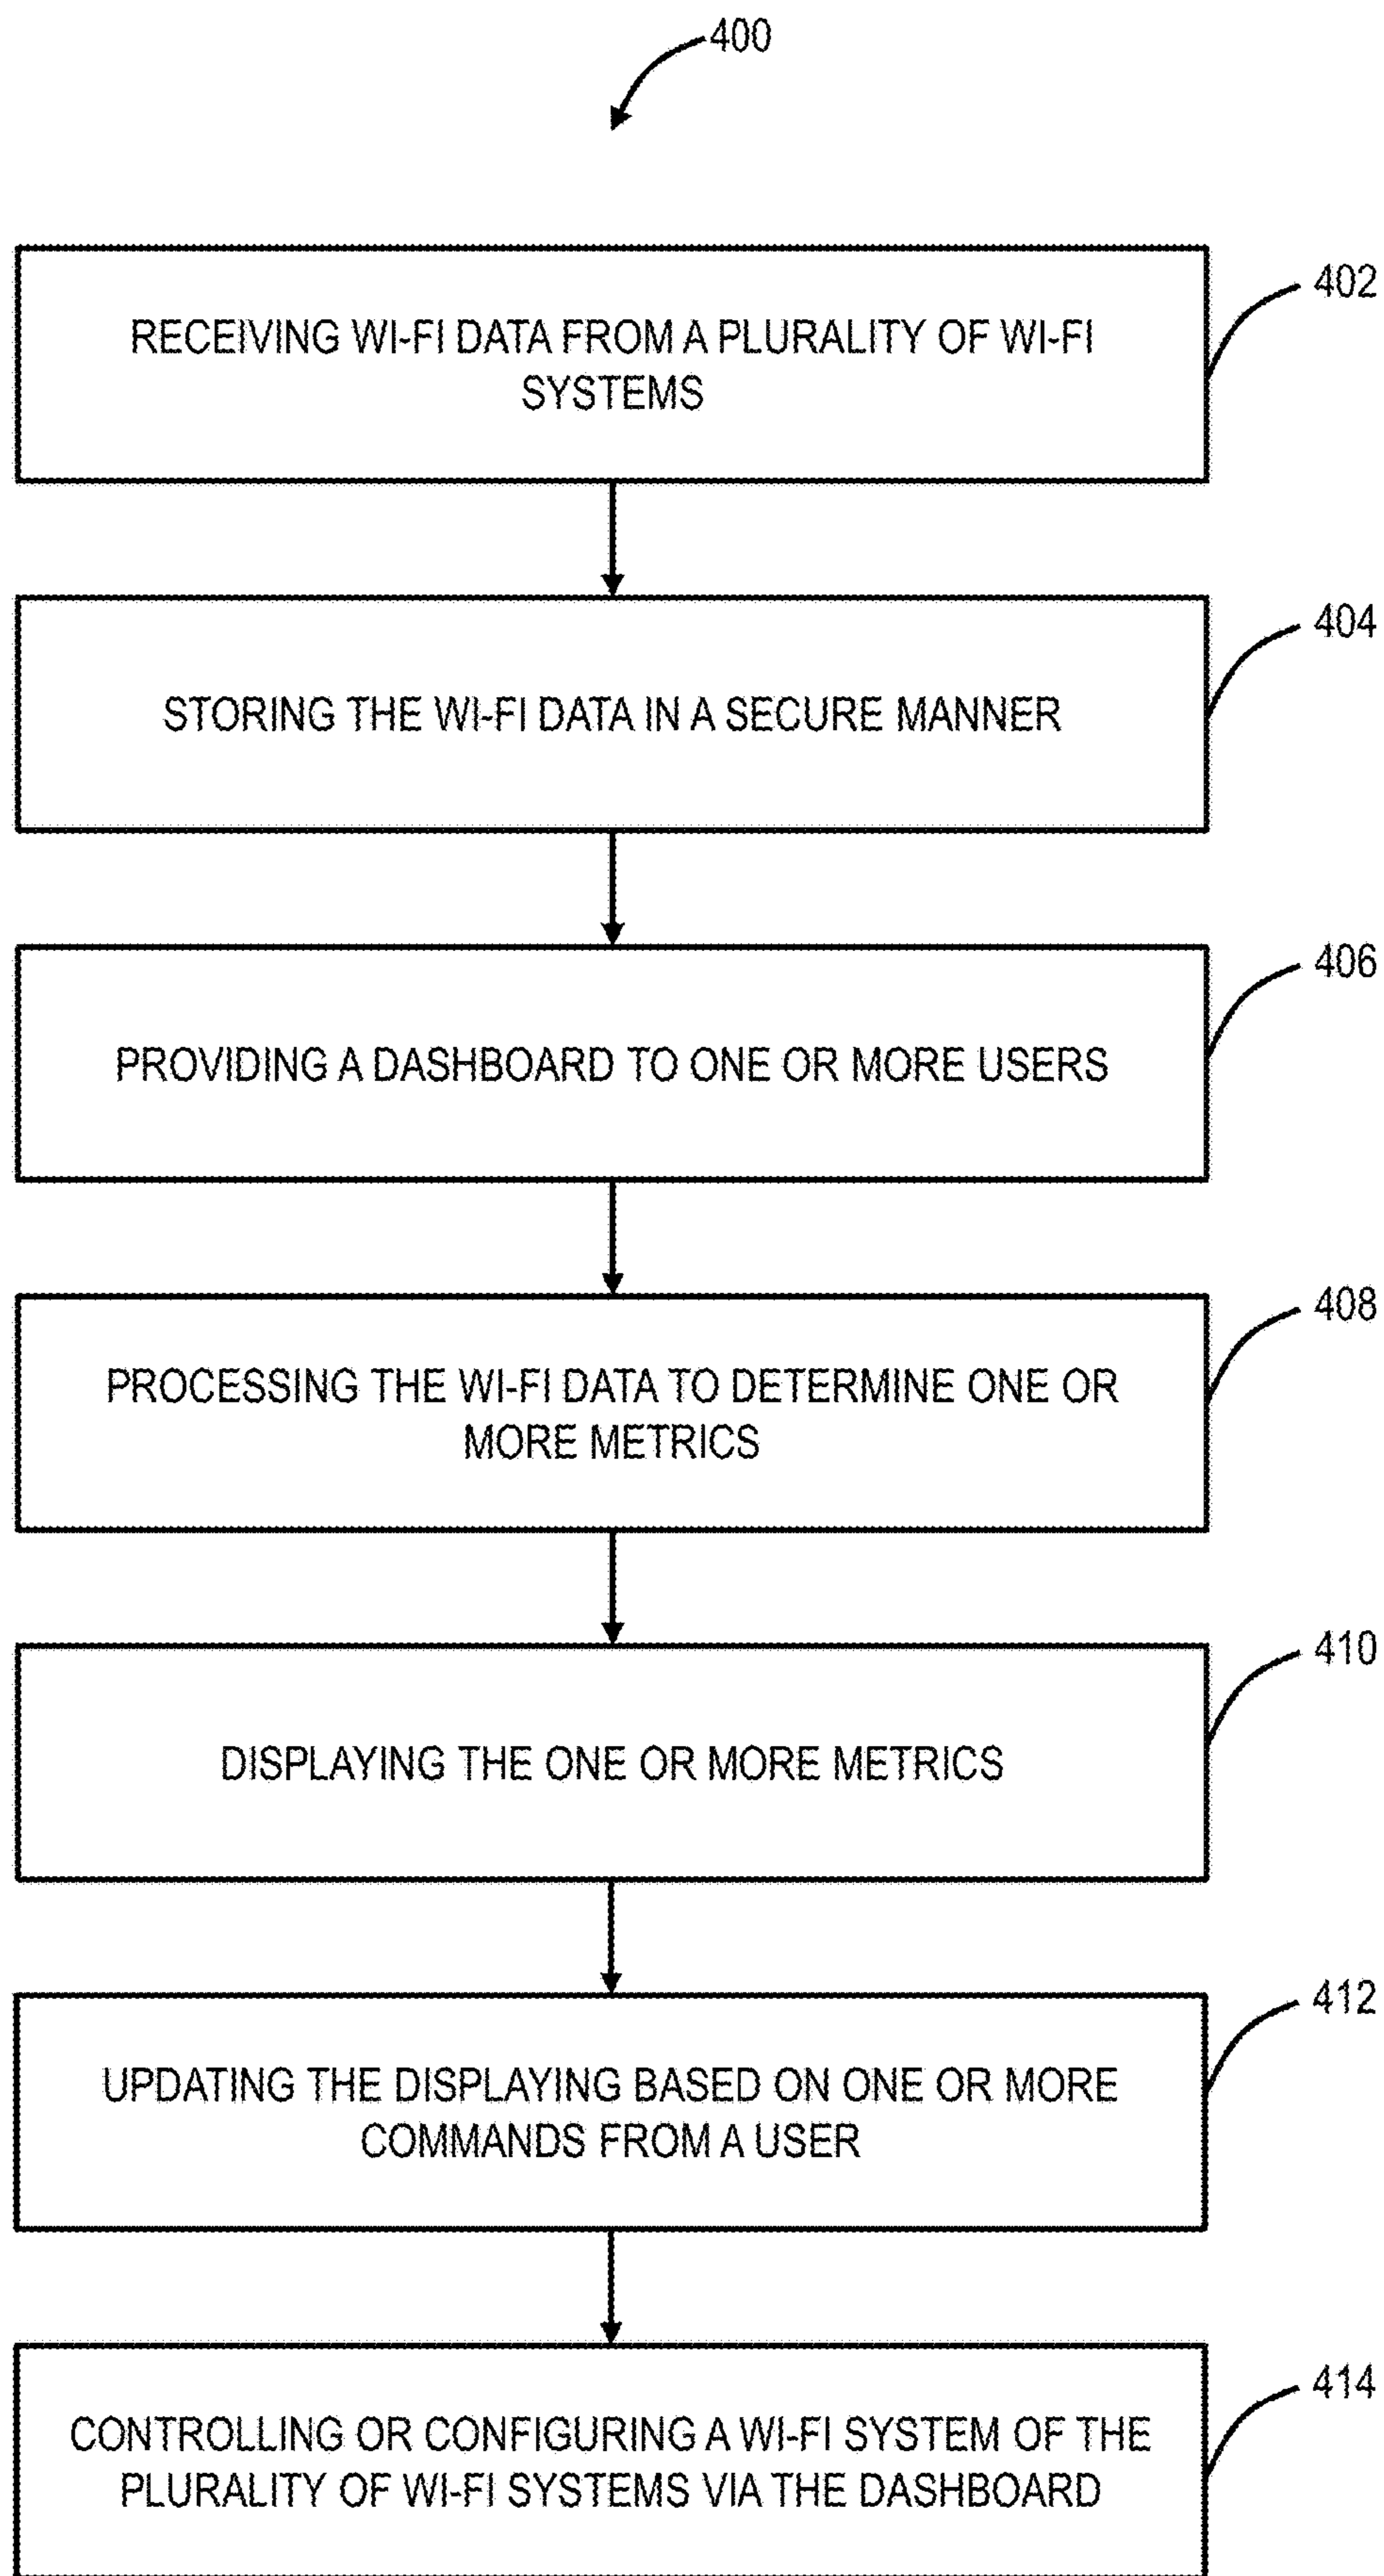 400
RECEIVING WI-FI DATA FROM A PLURALITY OF WI-FI
SYSTEMS
402
STORING THE WI-FI DATA IN A SECURE MANNER
404
PROVIDING A DASHBOARD TO ONE OR MORE USERS
406
PROCESSING THE WI-FI DATA TO DETERMINE ONE OR
MORE METRICS
408
DISPLAYING THE ONE OR MORE METRICS
410
UPDATING THE DISPLAYING BASED ON ONE OR MORE
COMMANDS FROM A USER
412
CONTROLLING OR CONFIGURING A WI-FI SYSTEM OF THE
PLURALITY OF WI-FI SYSTEMS VIA THE DASHBOARD
414